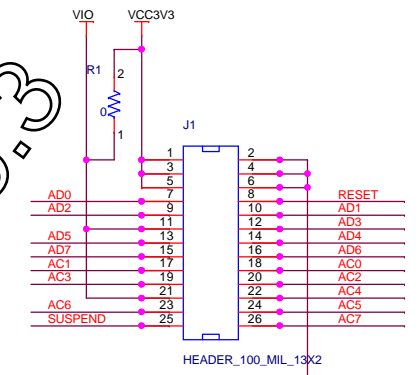 VIO VCC3V3
R1 2
0
1
J1
1 2
3 4
5 6
7 8 RESET
AD0 9 10 AD1
AD2 11 12 AD3
AD5 13 14 AD4
AD7 15 16 AD6
AC1 17 18 AC0
AC3 19 20 AC2
21 22 AC4
AC6 23 24 AC5
SUSPEND 25 26 AC7
HEADER_100_MIL_13X2
.3